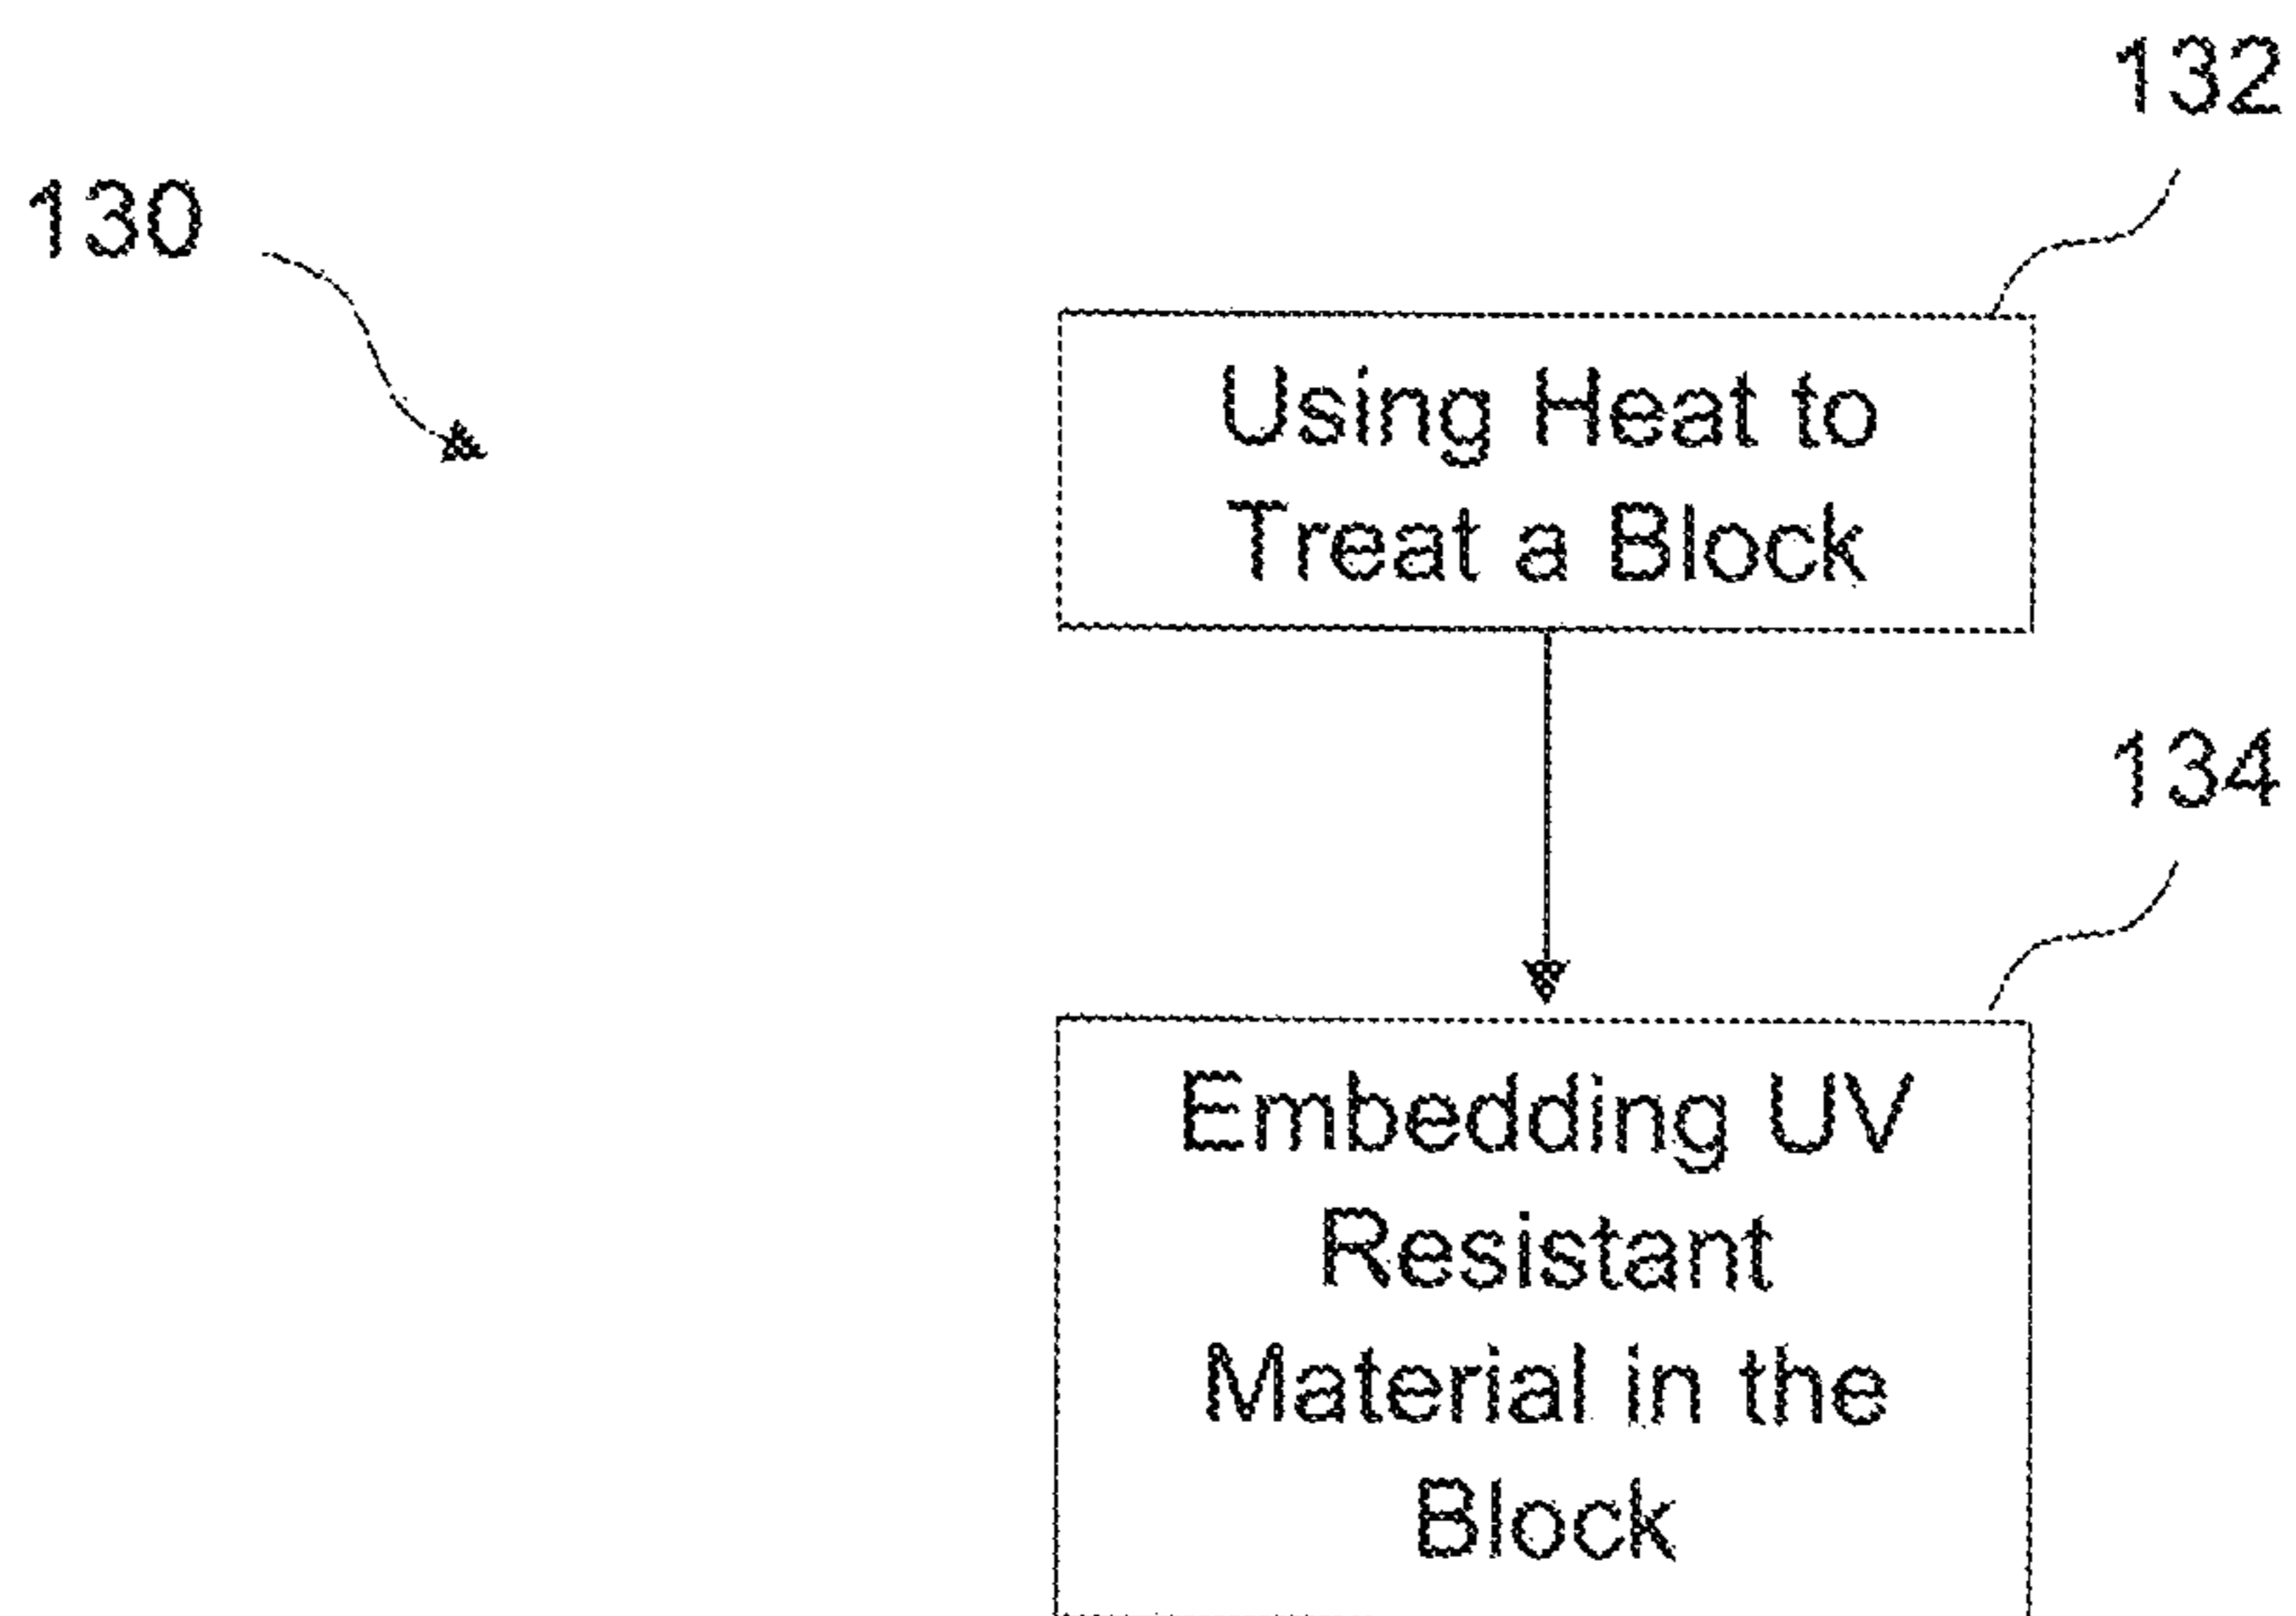 132
130
Using Heat to
Treat a Block
134
Embedding UV
Resistant
Material in the
Block